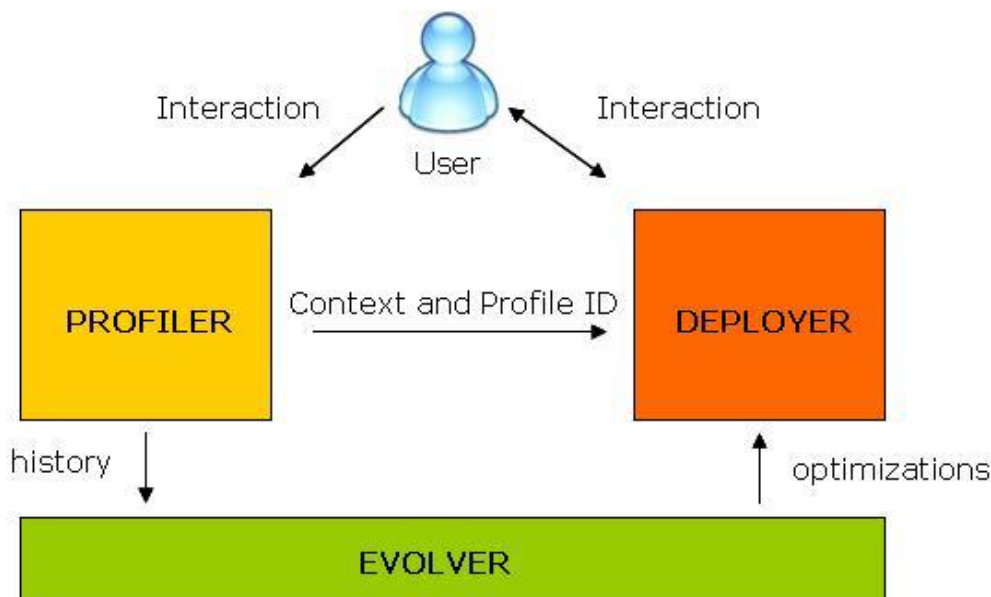 Interaction
Interaction
User
PROFILER
Context and Profile ID
DEPLOYER
history
optimizations
EVOLVER